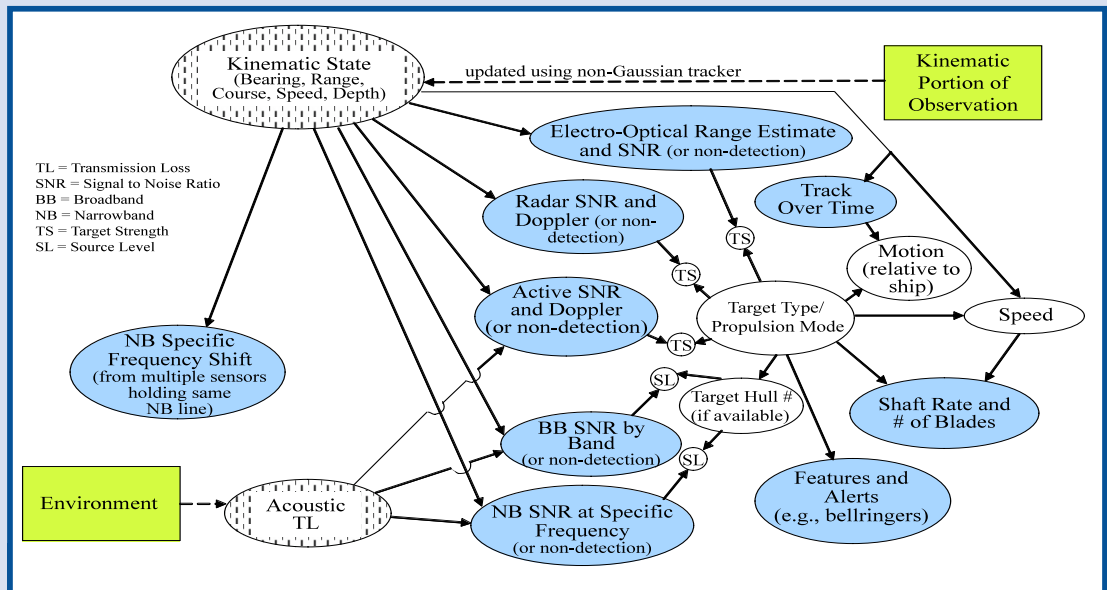 Kinematic State
(Bearing, Range,
Course, Speed, Depth)
updated using non-Gaussian tracker
Kinematic
Portion of
Observation
TL = Transmission Loss
SNR = Signal to Noise Ratio
BB = Broadband
NB = Narrowband
TS = Target Strength
SL = Source Level
Electro-Optical Range Estimate
and SNR (or non-detection)
Radar SNR and
Doppler (or non-
detection)
TS
TS
Track
Over Time
Motion
(relative to
ship)
Active SNR
and Doppler
(or non-detection)
TS
Target Type/
Propulsion Mode
Speed
NB Specific
Frequency Shift
(from multiple sensors
holding same
NB line)
SL
Target Hull #
(if available)
Shaft Rate and
# of Blades
BB SNR by
Band
(or non-detection)
SL
Features and
Alerts
(e.g., bellringers)
Environment
Acoustic
TL
NB SNR at Specific
Frequency
(or non-detection)